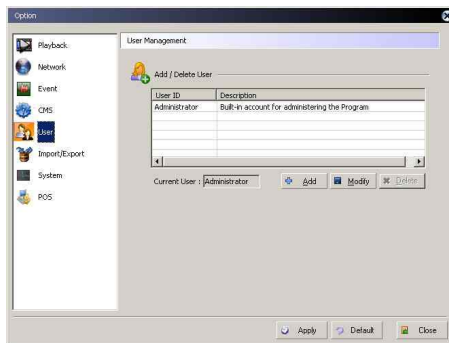 Option
Playback
Network
Event
CMS
User
Import/Export
System
POS
User Management
Add / Delete User
User ID Description
Administrator Built-in account for administering the Program
Current User : Administrator Add Modify Delete
Apply Default Close